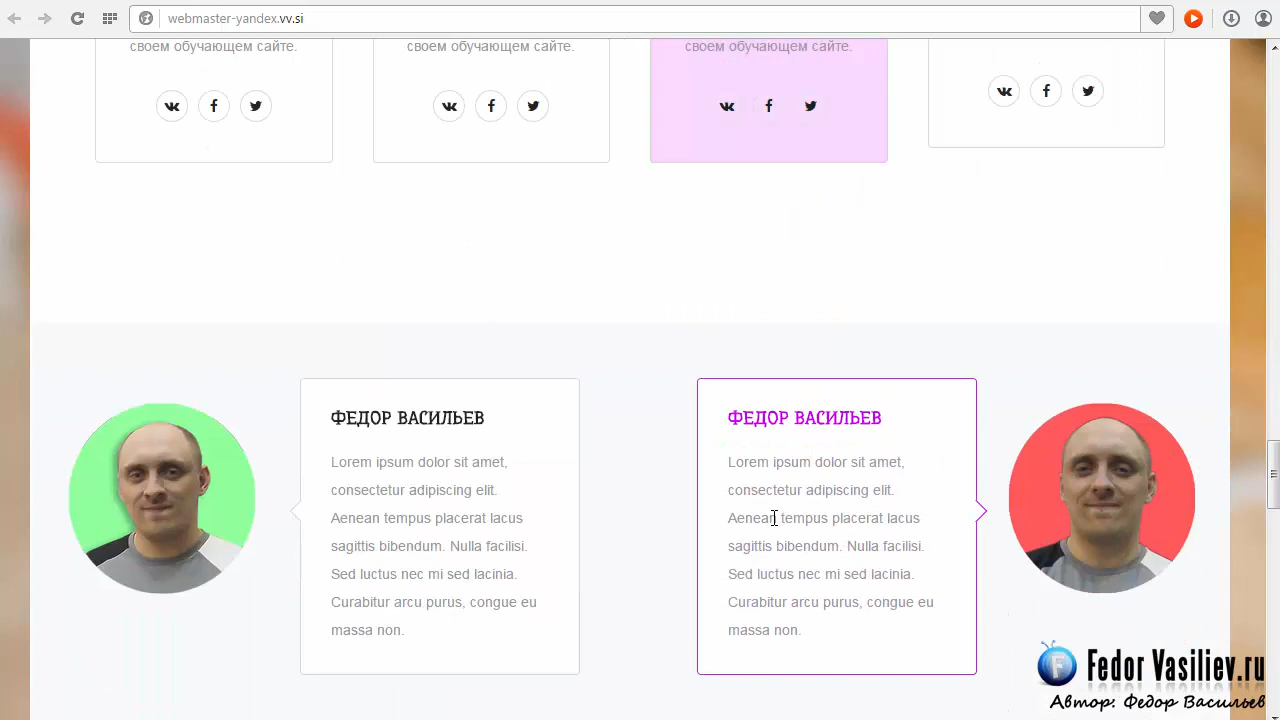 webmaster-yandex.vv.si
своем обучающем сайте.
своем обучающем сайте.
своем обучающем сайте.
ФЕДОР ВАСИЛЬЕВ
Lorem ipsum dolor sit amet,
consectetur adipiscing elit.
Aenean tempus placerat lacus
sagittis bibendum. Nulla facilisi.
Sed luctus nec mi sed lacinia.
Curabitur arcu purus, congue eu
massa non.
ФЕДОР ВАСИЛЬЕВ
Lorem ipsum dolor sit amet,
consectetur adipiscing elit.
Aenean tempus placerat lacus
sagittis bibendum. Nulla facilisi.
Sed luctus nec mi sed lacinia.
Curabitur arcu purus, congue eu
massa non.
Fedor Vasiliev.ru
Автор: Федор Васильев